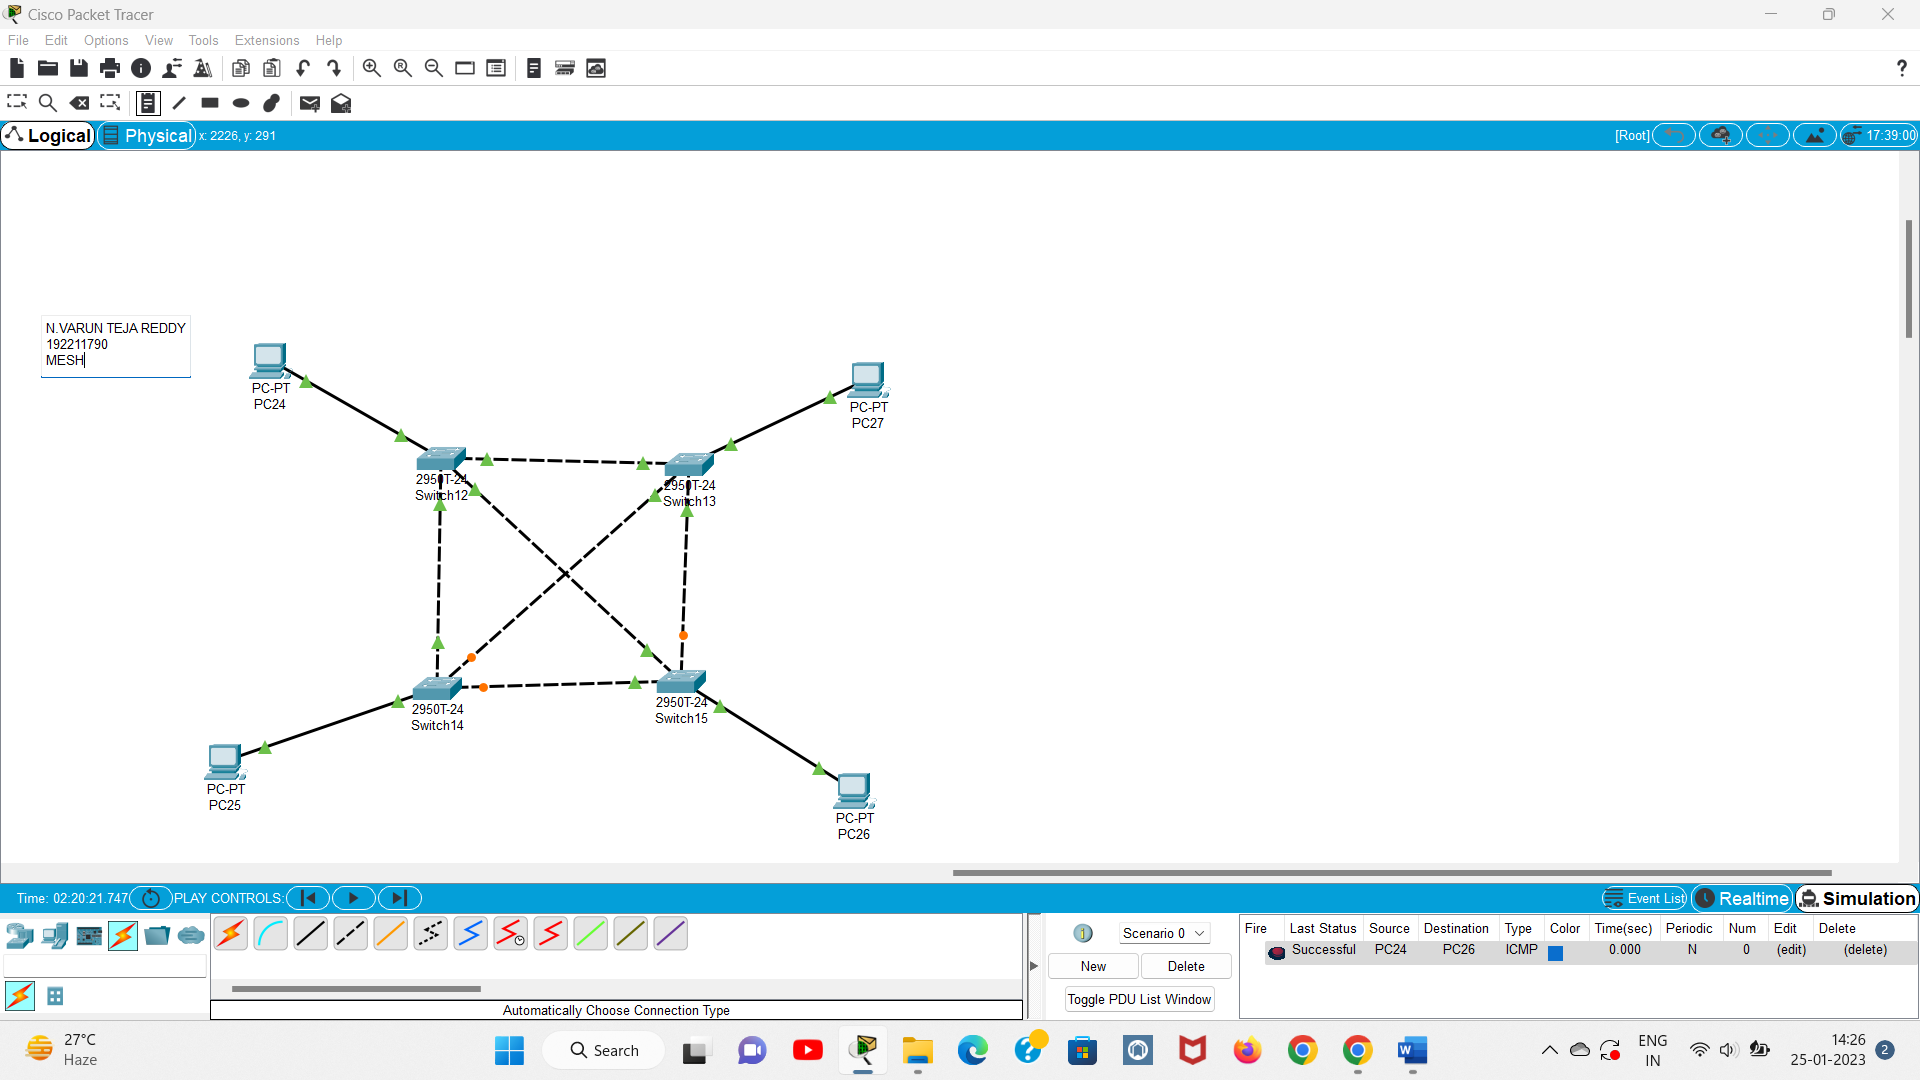 Cisco Packet Tracer
File Edit Options View Tools Extensions Help
?
Logical Physical x: 2226, y: 291 [Root] 17:39:00
N.VARUN TEJA REDDY
192211790
MESH
PC-PT
PC24
PC-PT
PC27
2950T-24
Switch12
2950T-24
Switch13
2950T-24
Switch14
2950T-24
Switch15
PC-PT
PC25
PC-PT
PC26
Time: 02:20:21.747 PLAY CONTROLS: Event List Realtime Simulation
Scenario 0
New Delete
Toggle PDU List Window
Fire Last Status Source Destination Type Color Time(sec) Periodic Num Edit Delete
Successful PC24 PC26 ICMP 0.000 N 0 (edit) (delete)
Automatically Choose Connection Type
27°C
Haze
Search
ENG
IN
14:26
25-01-2023
2